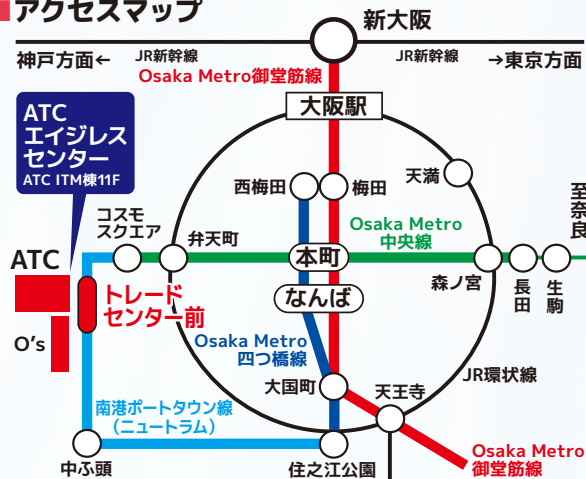 アクセスマップ
新大阪
神戸方面←
JR新幹線
JR新幹線
→東京方面
Osaka Metro御堂筋線
大阪駅
ATC
エイジレス
センター
ATC ITM棟11F
西梅田
梅田
天満
至奈良
コスモ
スクエア
弁天町
Osaka Metro
中央線
本町
ATC
トレード
センター前
なんば
森ノ宮
長田
生駒
O's
Osaka Metro
四つ橋線
大国町
天王寺
JR環状線
南港ポートタウン線
（ニュートラム）
中ふ頭
住之江公園
Osaka Metro
御堂筋線